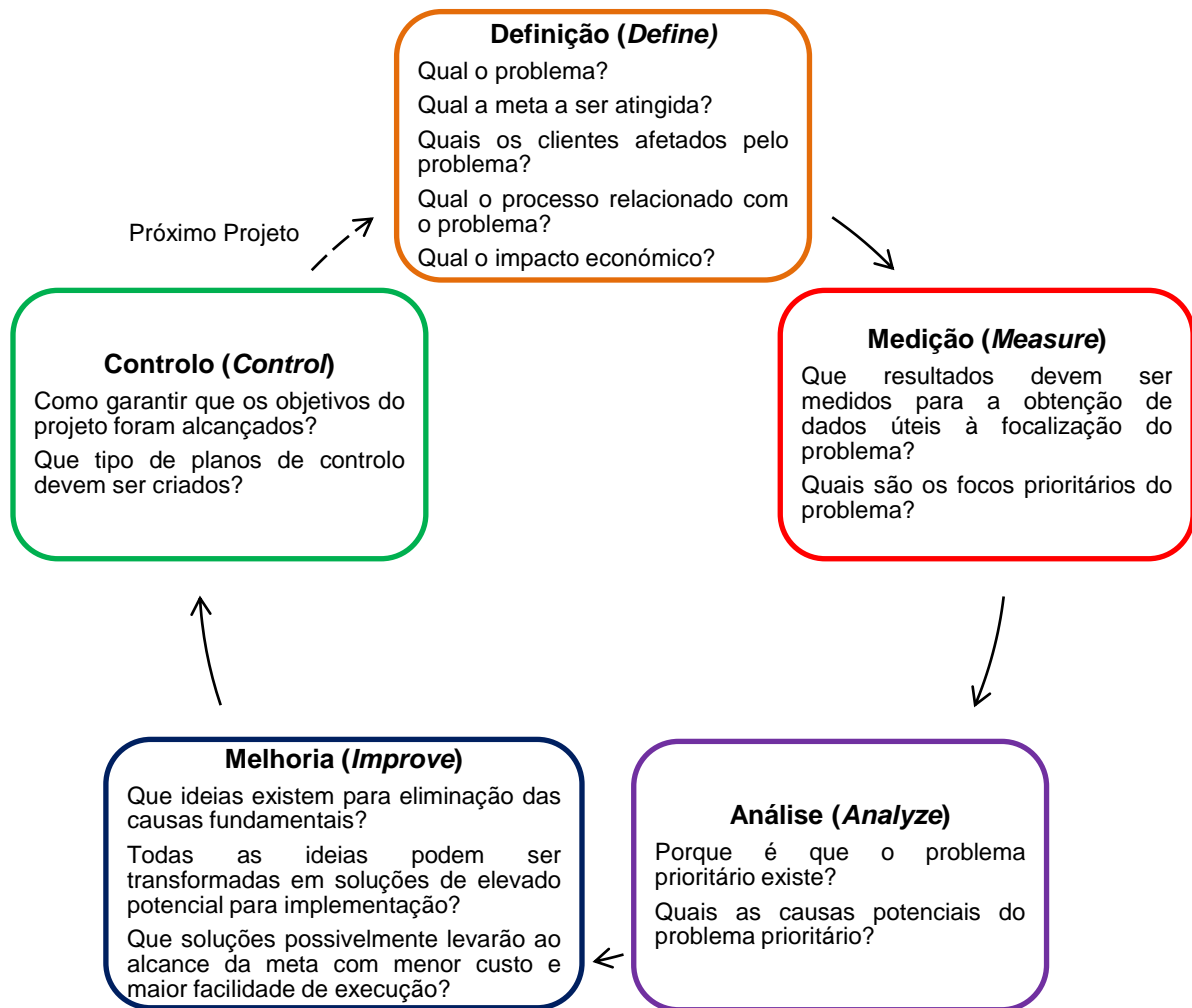 Definição (Define)
Qual o problema?
Qual a meta a ser atingida?
Quais os clientes afetados pelo
problema?
Qual o processo relacionado com
o problema?
Qual o impacto económico?
Próximo Projeto
Medição (Measure)
Que resultados devem ser
medidos para a obtenção de
dados úteis à focalização do
problema?
Quais são os focos prioritários do
problema?
Análise (Analyze)
Porque é que o problema
prioritário existe?
Quais as causas potenciais do
problema prioritário?
Melhoria (Improve)
Que ideias existem para eliminação das
causas fundamentais?
Todas as ideias podem ser
transformadas em soluções de elevado
potencial para implementação?
Que soluções possivelmente levarão ao
alcance da meta com menor custo e
maior facilidade de execução?
Controlo (Control)
Como garantir que os objetivos do
projeto foram alcançados?
Que tipo de planos de controlo
devem ser criados?